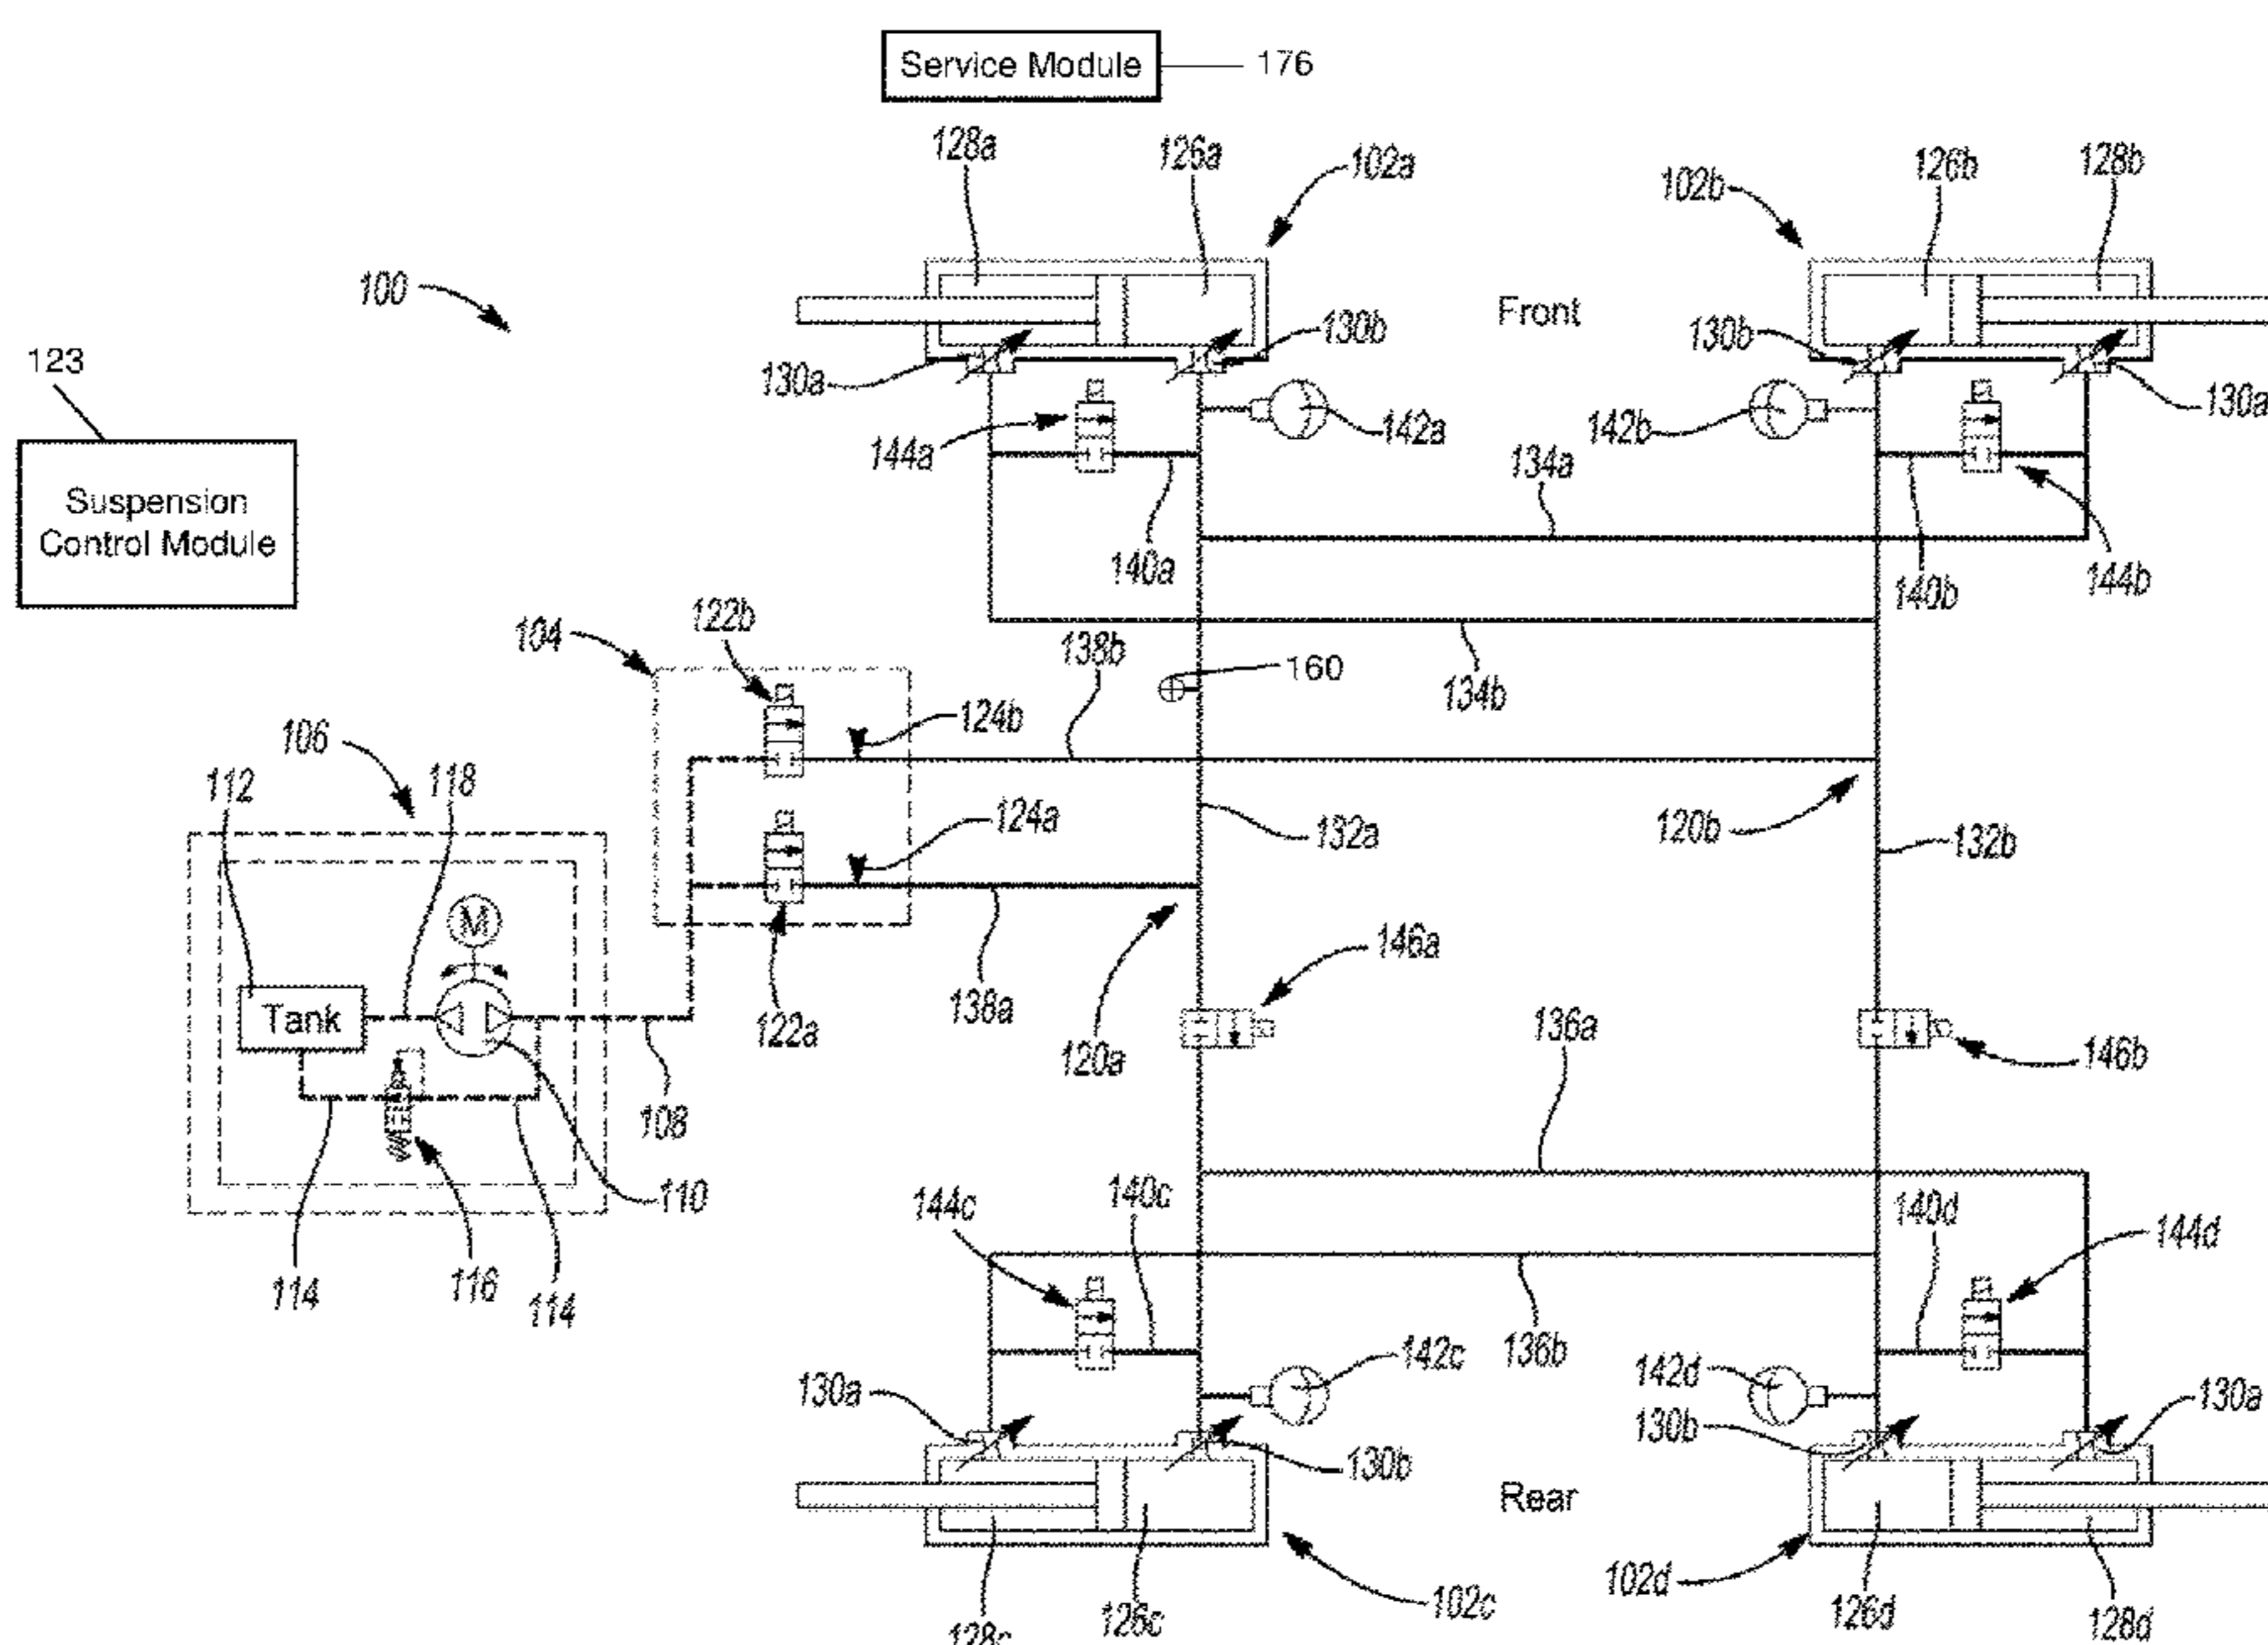 Service Module 176
128a 126a 102a 102b 126b 128b
100
Front
130a 130b 130b 130a
123
144a 142a 142b
134a
Suspension
Control Module
140a 140b 144b
104 122b 138b 160 134b
106 124b
112 118 124a 132a 120b 132b
M
Tank
122a 138a 146a
120a 136a 146b
108
110
144c 140c 140d 144d
114 116 114
136b
130a 142c 142d 130a
130b 130b
Rear
128c 126c 102c 102d 126d 128d